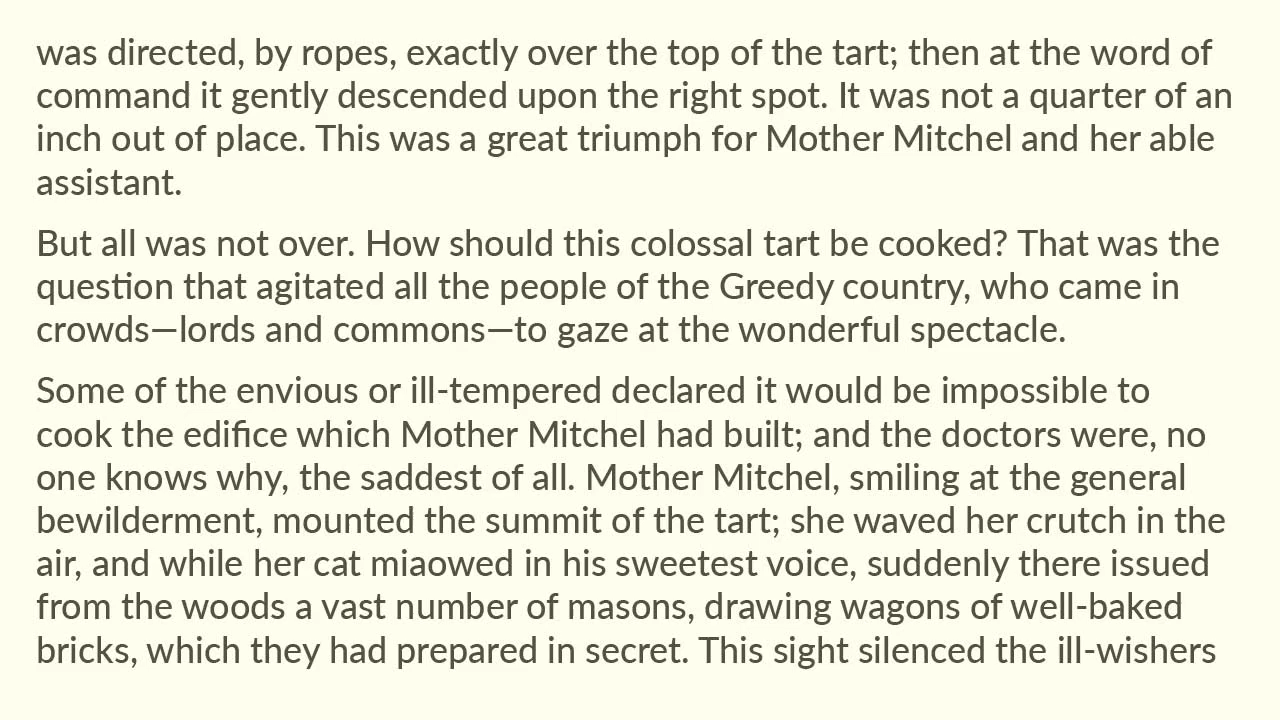 was directed, by ropes, exactly over the top of the tart; then at the word of
command it gently descended upon the right spot. It was not a quarter of an
inch out of place. This was a great triumph for Mother Mitchel and her able
assistant.
But all was not over. How should this colossal tart be cooked? That was the
question that agitated all the people of the Greedy country, who came in
crowds—lords and commons—to gaze at the wonderful spectacle.
Some of the envious or ill-tempered declared it would be impossible to
cook the edifice which Mother Mitchel had built; and the doctors were, no
one knows why, the saddest of all. Mother Mitchel, smiling at the general
bewilderment, mounted the summit of the tart; she waved her crutch in the
air, and while her cat miaowed in his sweetest voice, suddenly there issued
from the woods a vast number of masons, drawing wagons of well-baked
bricks, which they had prepared in secret. This sight silenced the ill-wishers